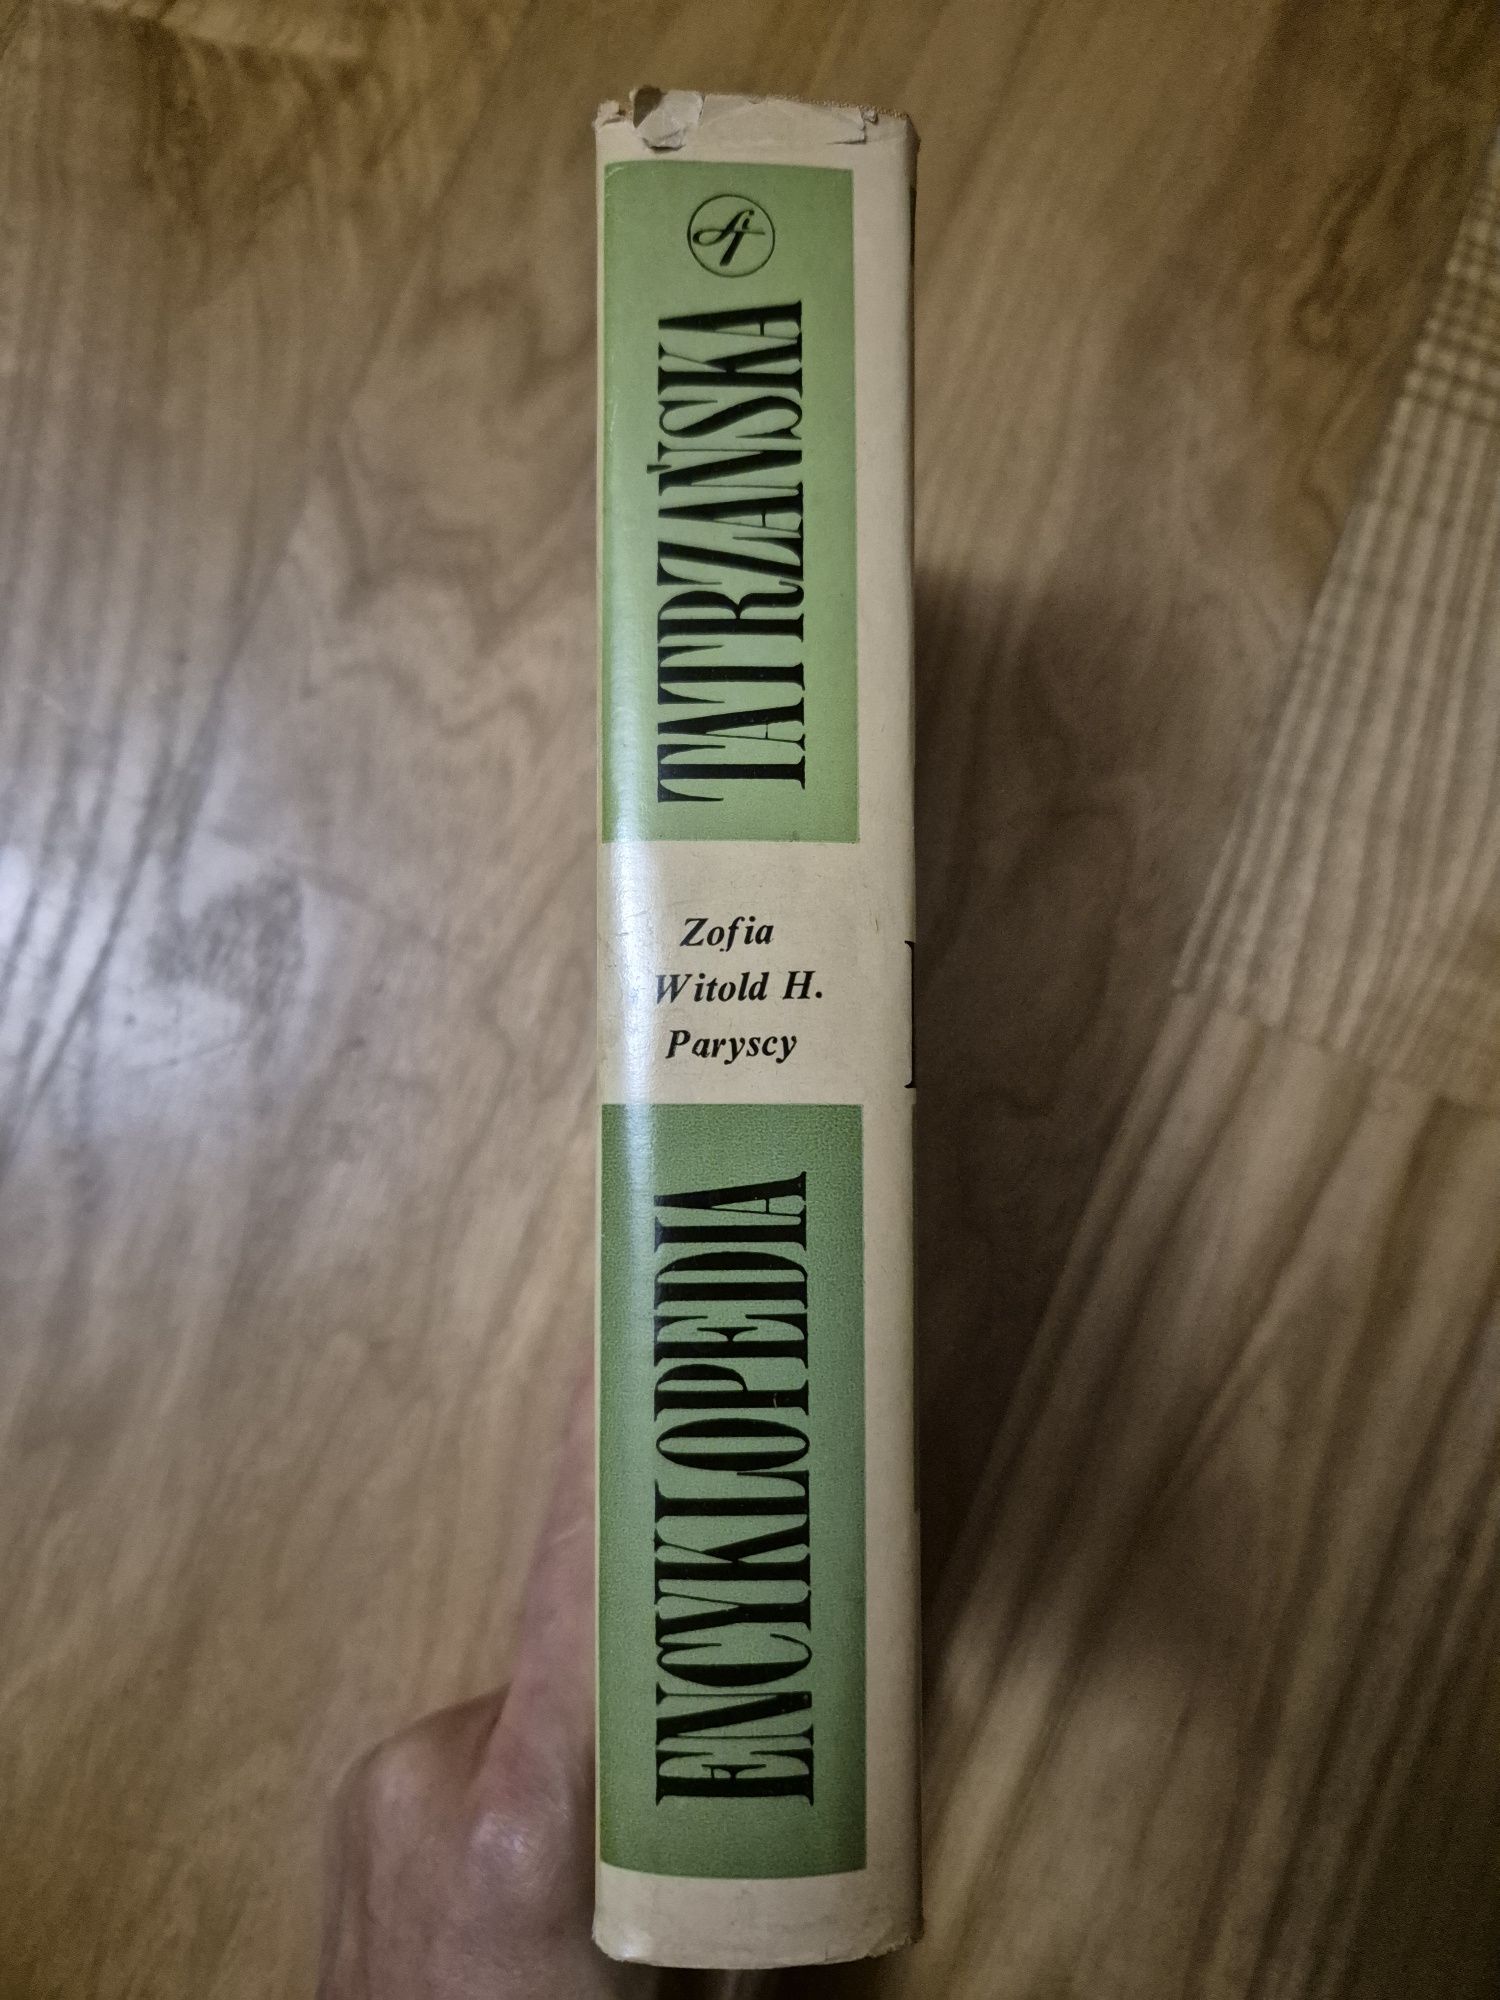 ENCYKLOPEDIA
Zofia
Witold H.
Paryscy
TATRZAŃSKA